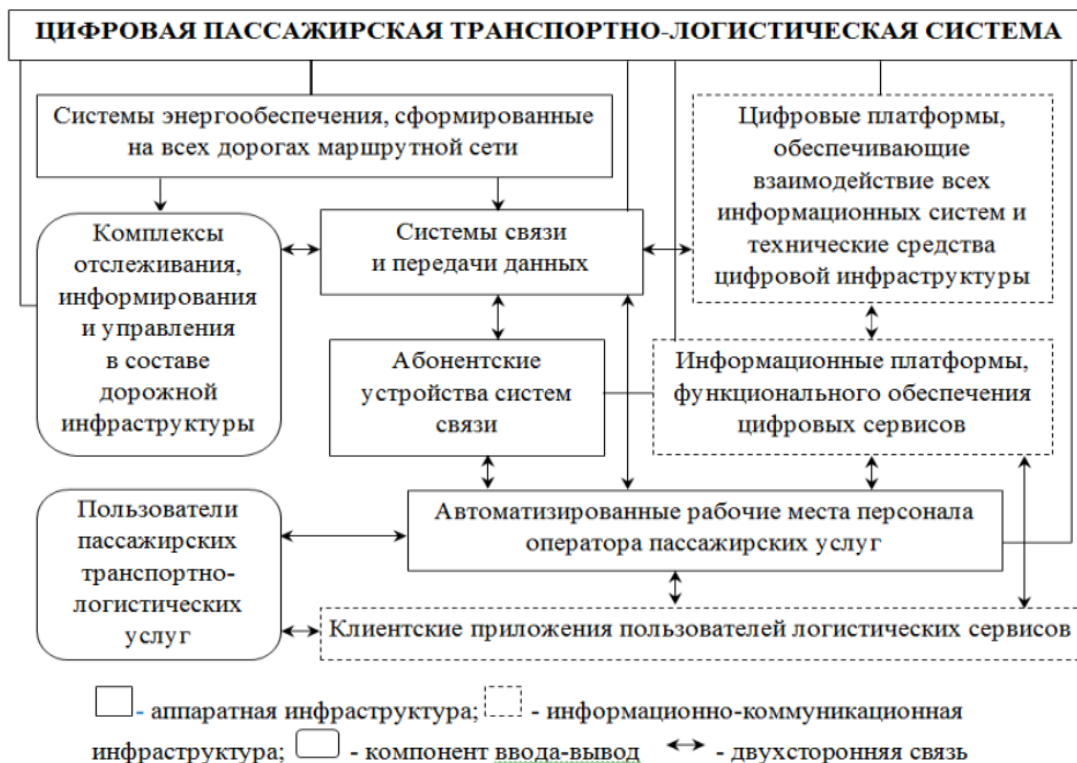 ЦИФРОВАЯ ПАССАЖИРСКАЯ ТРАНСПОРТНО-ЛОГИСТИЧЕСКАЯ СИСТЕМА
Системы энергообеспечения, сформированные
на всех дорогах маршрутной сети
Цифровые платформы,
обеспечивающие
взаимодействие всех
информационных систем и
технические средства
цифровой инфраструктуры
Комплексы
отслеживания,
информирования
и управления
в составе
дорожной
инфраструктуры
Системы связи
и передачи данных
Абонентские
устройства систем
связи
Информационные платформы,
функционального обеспечения
цифровых сервисов
Пользователи
пассажирских
транспортно-
логистических
услуг
Автоматизированные рабочие места персонала
оператора пассажирских услуг
Клиентские приложения пользователей логистических сервисов
- аппаратная инфраструктура; - информационно-коммуникационная
инфраструктура; - компонент ввода-вывод - двухсторонняя связь